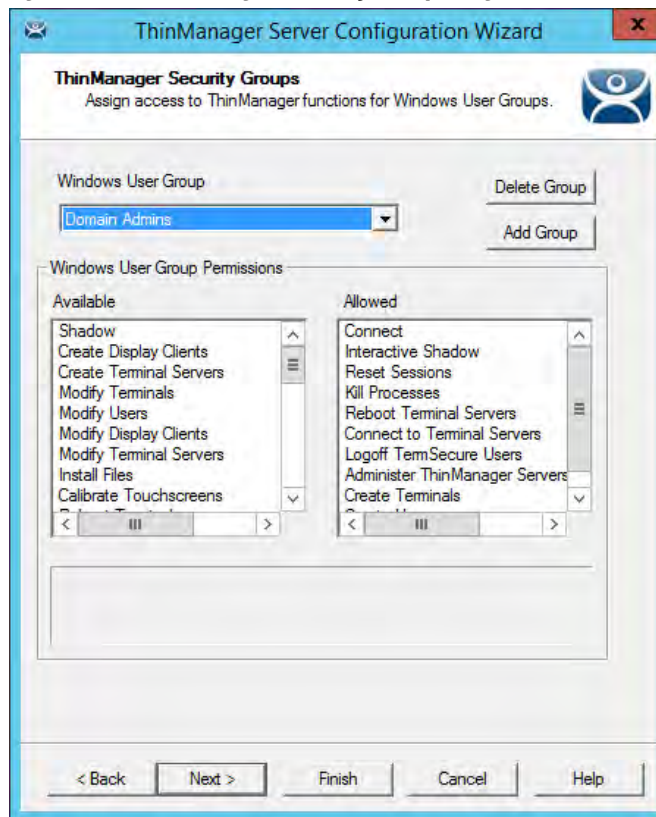 ThinManager Server Configuration Wizard
x
ThinManager Security Groups
Assign access to ThinManager functions for Windows User Groups.
Windows User Group
Delete Group
Domain Admins
Add Group
Windows User Group Permissions
Available
Shadow
Create Display Clients
Create Terminal Servers
Modify Terminals
Modify Users
Modify Display Clients
Modify Terminal Servers
Install Files
Calibrate Touchscreens
Allowed
Connect
Interactive Shadow
Reset Sessions
Kill Processes
Reboot Terminal Servers
Connect to Terminal Servers
Logoff TermSecure Users
Administer ThinManager Servers
Create Terminals
< Back
Next >
Finish
Cancel
Help